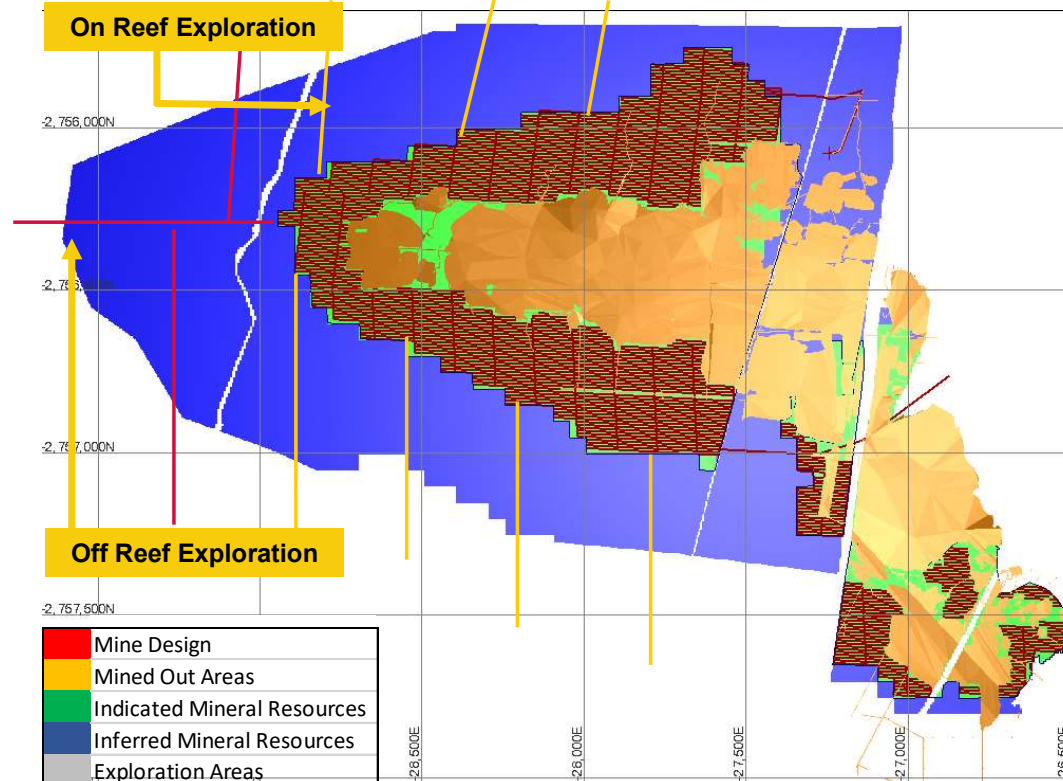 On Reef Exploration
-2,756,000N
-2,757,000N
Off Reef Exploration
-2,757,500N
Mine Design
Mined Out Areas
Indicated Mineral Resources
Inferred Mineral Resources
Exploration Areas
-28,500E
-28,000E
-27,500E
-27,000E